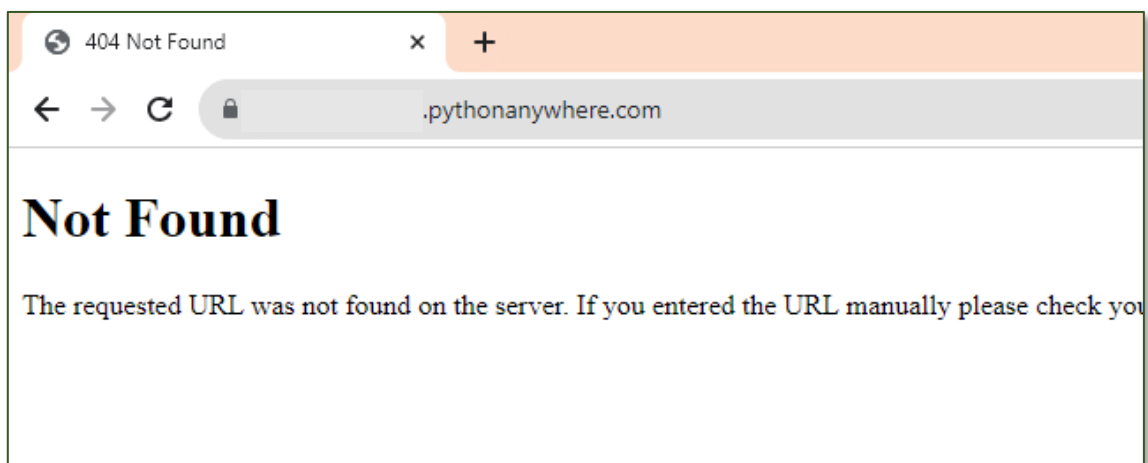 404 Not Found
.pythonanywhere.com
Not Found
The requested URL was not found on the server. If you entered the URL manually please check you